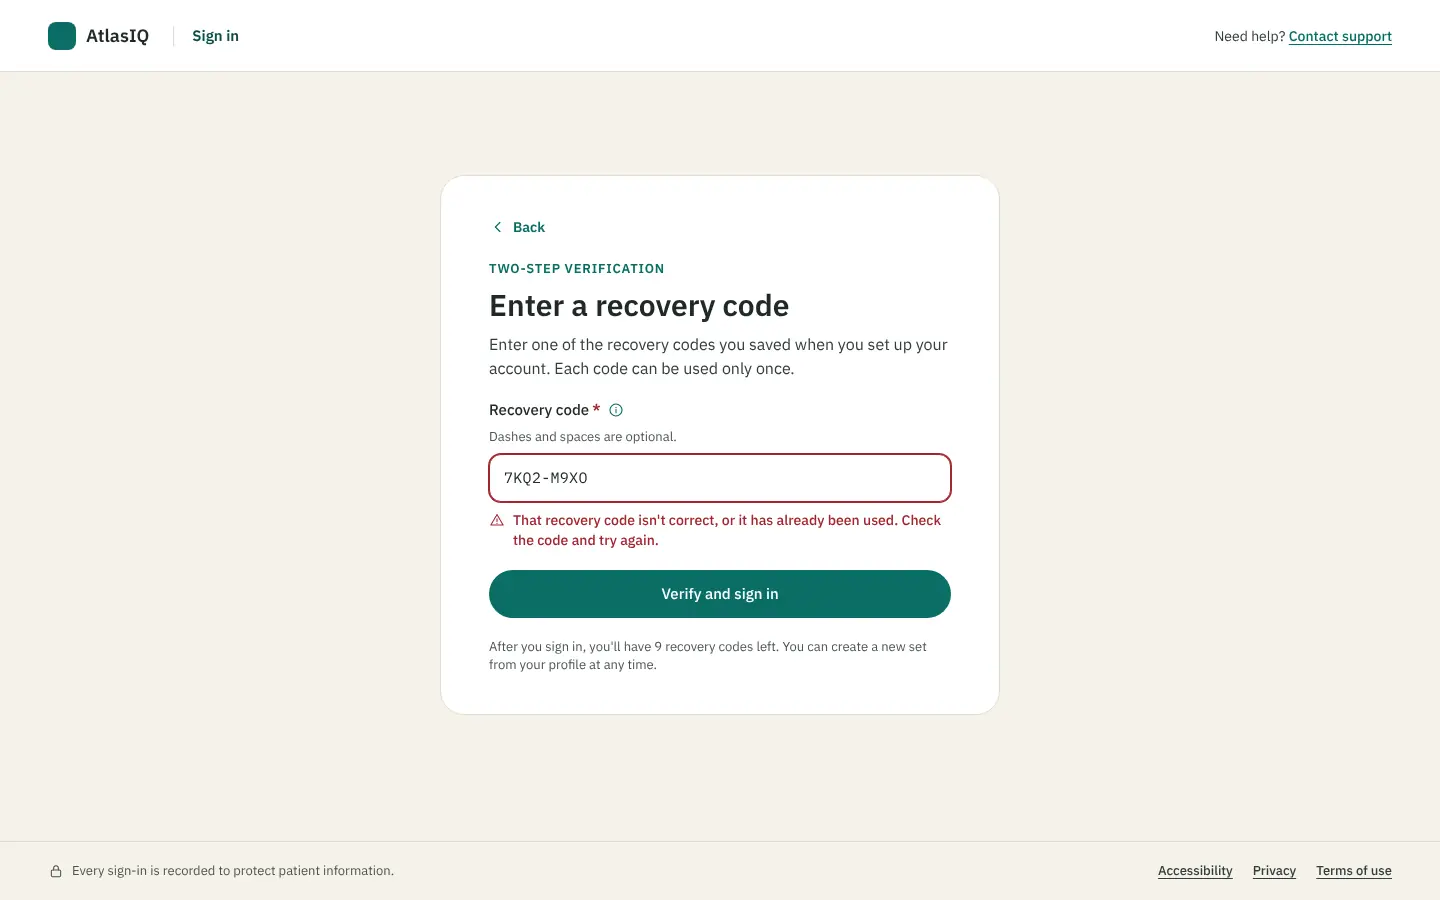 AtlasIQ
Sign in
Need help? Contact support
Back
TWO-STEP VERIFICATION
Enter a recovery code
Enter one of the recovery codes you saved when you set up your
account. Each code can be used only once.
Recovery code *
Dashes and spaces are optional.
7KQ2-M9XO
That recovery code isn't correct, or it has already been used. Check
the code and try again.
Verify and sign in
After you sign in, you'll have 9 recovery codes left. You can create a new set
from your profile at any time.
Every sign-in is recorded to protect patient information.
Accessibility
Privacy
Terms of use